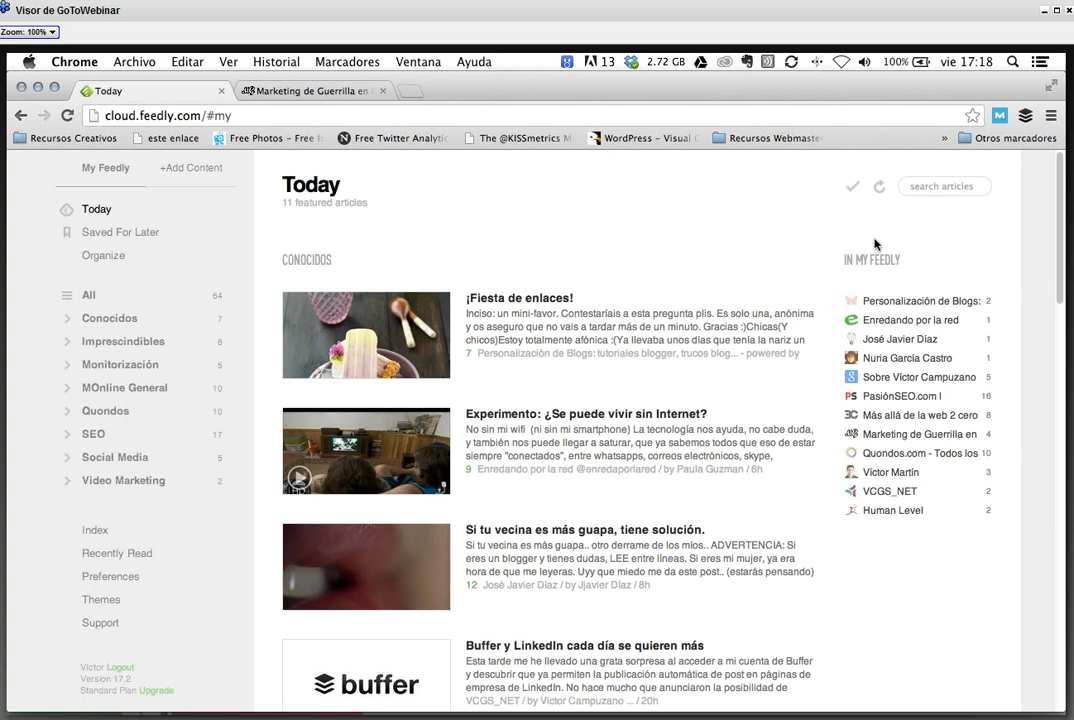 Visor de GoToWebinar
Zoom: 100%
Chrome Archivo Editar Ver Historial Marcadores Ventana Ayuda 13 2.72 GB 100% vie 17:18
Today
Marketing de Guerrilla en
cloud.feedly.com/#my
Recursos Creativos este enlace Free Photos - Free I Free Twitter Analytic The @KISSmetrics M WordPress - Visual Recursos Webmaster » Otros marcadores
My Feedly +Add Content
Today
Saved For Later
Organize
All 64
Conocidos 7
Imprescindibles 6
Monitorización 5
MOnline General 10
Quondos 10
SEO 17
Social Media 5
Video Marketing 2
Index
Recently Read
Preferences
Themes
Support
Víctor Logout
Version 17.2
Standard Plan Upgrade
Today
11 featured articles
search articles
CONOCIDOS
¡Fiesta de enlaces!
Inciso: un mini-favor. Contestaríais a esta pregunta plis. Es solo una, anónima
y os aseguro que no vais a tardar más de un minuto. Gracias :)Chicas(Y
chicos)Estoy totalmente afónica :(Ya llevaba unos días que tenía la nariz un
7 Personalización de Blogs: tutoriales blogger, trucos blog... - powered by
Experimento: ¿Se puede vivir sin Internet?
No sin mi wifi (ni sin mi smartphone) La tecnología nos ayuda, no cabe duda,
y también nos puede llegar a saturar, que ya sabemos todos que eso de estar
siempre "conectados", entre whatsapps, correos electrónicos, skype,
9 Enredando por la red @enredaporlared / by Paula Guzman / 6h
Si tu vecina es más guapa, tiene solución.
Si tu vecina es más guapa.. otro derrame de los míos.. ADVERTENCIA: Si
eres un blogger y tienes dudas, LEE entre líneas. Si eres mi mujer, ya era
hora de que me leyeras. Uyy que miedo me da este post.. (estarás pensando)
12 José Javier Díaz / by Jjavier Díaz / 8h
buffer
Buffer y LinkedIn cada día se quieren más
Esta tarde me he llevado una grata sorpresa al acceder a mi cuenta de Buffer
y descubrir que ya permiten la publicación automática de post en páginas de
empresa de LinkedIn. No hace mucho que anunciaron la posibilidad de
VCGS_NET / by Victor Campuzano ... / 20h
IN MY FEEDLY
Personalización de Blogs: 2
Enredando por la red 1
José Javier Díaz 1
Nuria García Castro 1
Sobre Víctor Campuzano 5
PS PasiónSEO.com l 16
3C Más allá de la web 2 cero 8
Marketing de Guerrilla en 4
Quondos.com - Todos los 10
Víctor Martín 3
VCGS_NET 2
Human Level 2